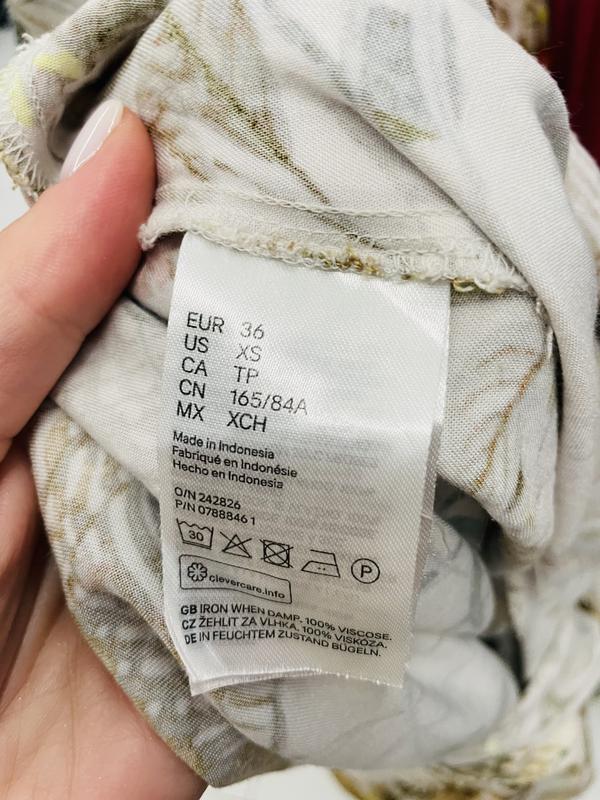 EUR 36
US XS
CA TP
CN 165/84A
MX XCH
Made in Indonesia
Fabriqué en Indonésie
Hecho en Indonesia
O/N 242826
P/N 0788846 1
30
P
clevercare.info
GB IRON WHEN DAMP. 100% VISCOSE.
CZ ŽEHLIT ZA VLHKA. 100% VISKÓZA.
DE IN FEUCHTEM ZUSTAND BÜGELN.